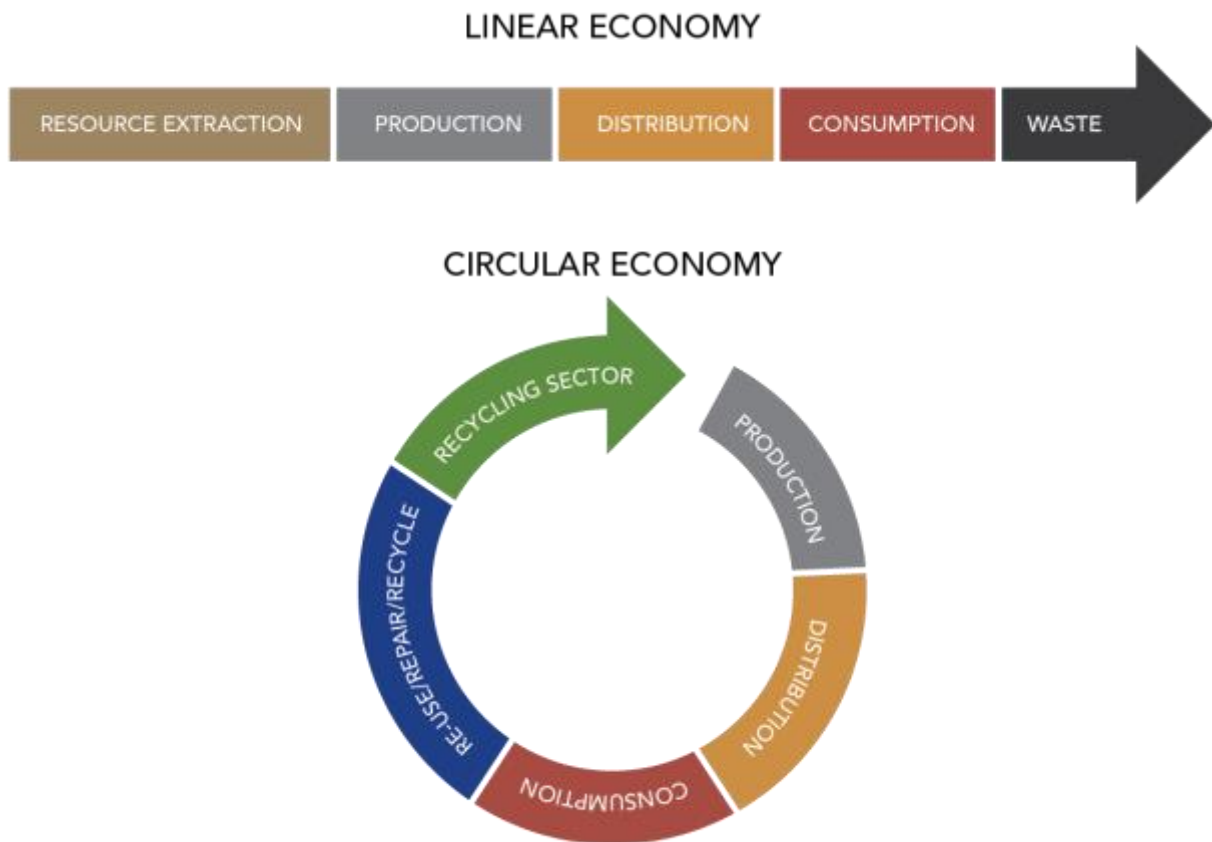 LINEAR ECONOMY
RESOURCE EXTRACTION
PRODUCTION
DISTRIBUTION
CONSUMPTION
WASTE
CIRCULAR ECONOMY
RECYCLING SECTOR
PRODUCTION
DISTRIBUTION
CONSUMPTION
RE-USE/REPAIR/RECYCLE